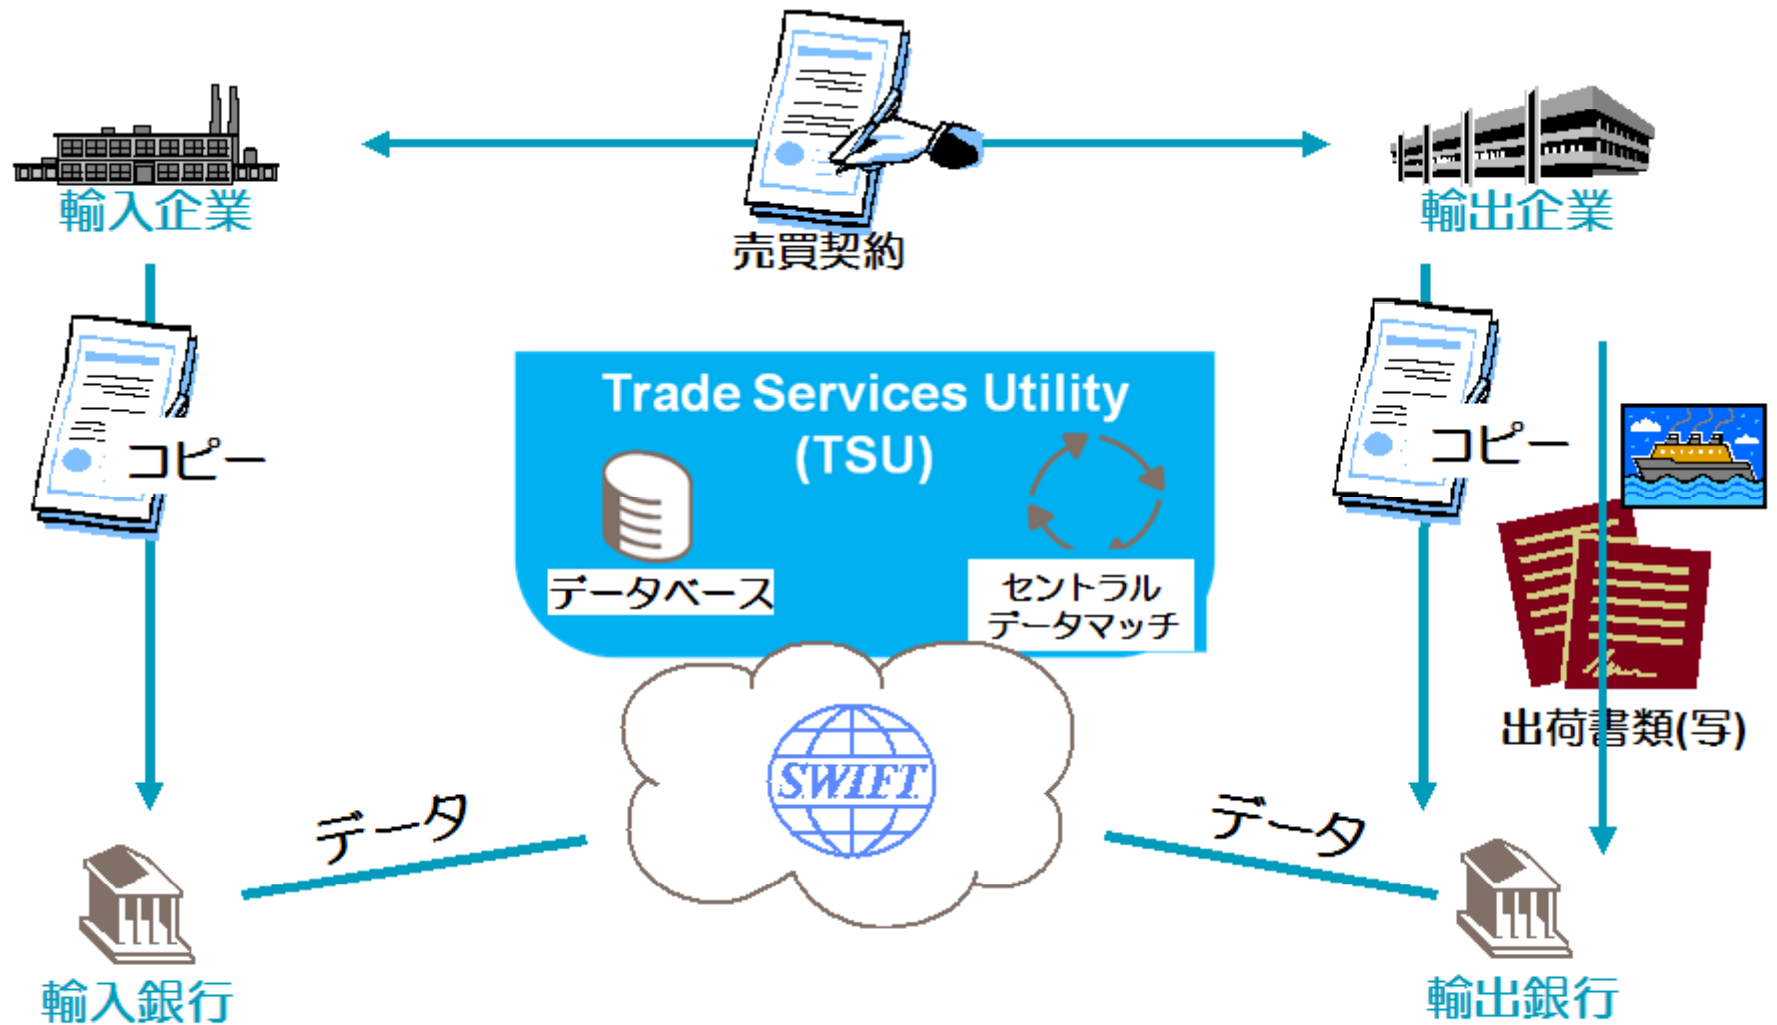 輸入企業
売買契約
輸出企業
コピー
Trade Services Utility
(TSU)
コピー
データベース
セントラル
データマッチ
出荷書類(写)
SWIFT
データ
データ
輸入銀行
輸出銀行